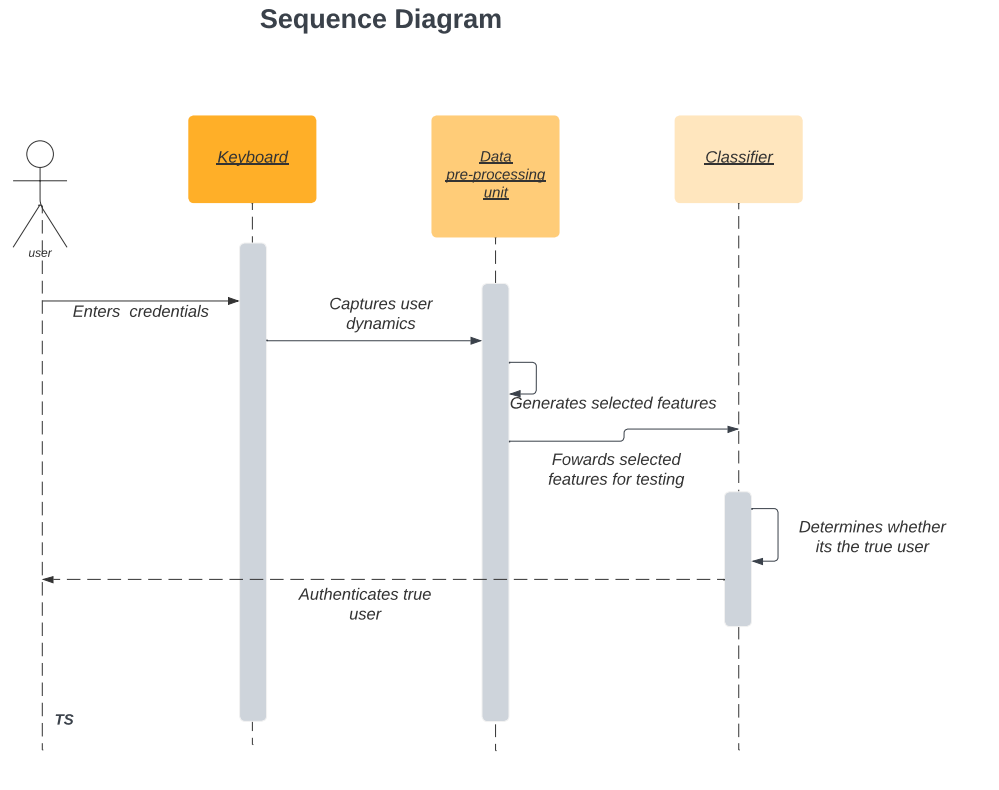 Sequence Diagram
Keyboard
Data
pre-processing
unit
Classifier
user
Enters  credentials
Captures user
dynamics
Generates selected features
Fowards selected
features for testing
Determines whether
its the true user
Authenticates true
user
TS